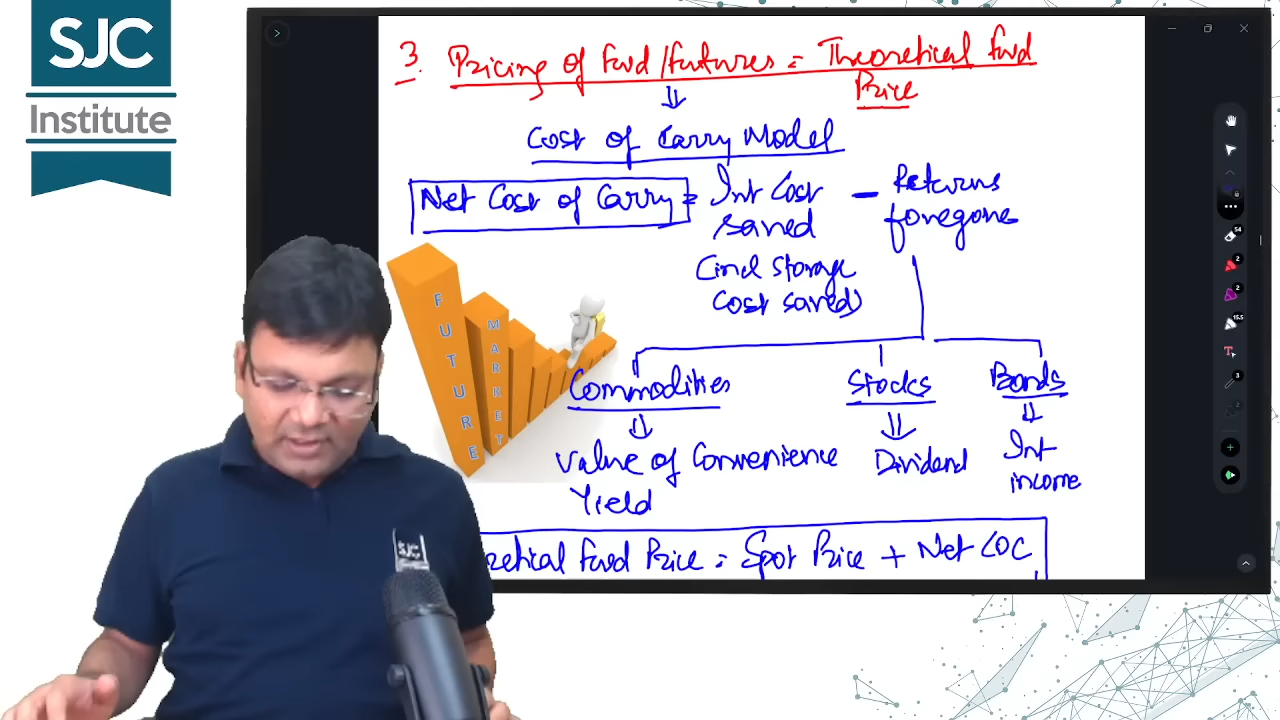 SJC
Institute
3. Pricing of fwd/futures = Theoretical fwd
Price
Cost of Carry Model
Net Cost of Carry = Int Cost - Returns
saved foregone
(incl storage
cost saved)
FUTURE
MARKET
Commodities Stocks Bonds
Value of Convenience Dividend Int
Yield income
retical fwd Price = Spot Price + Net COC
SJC